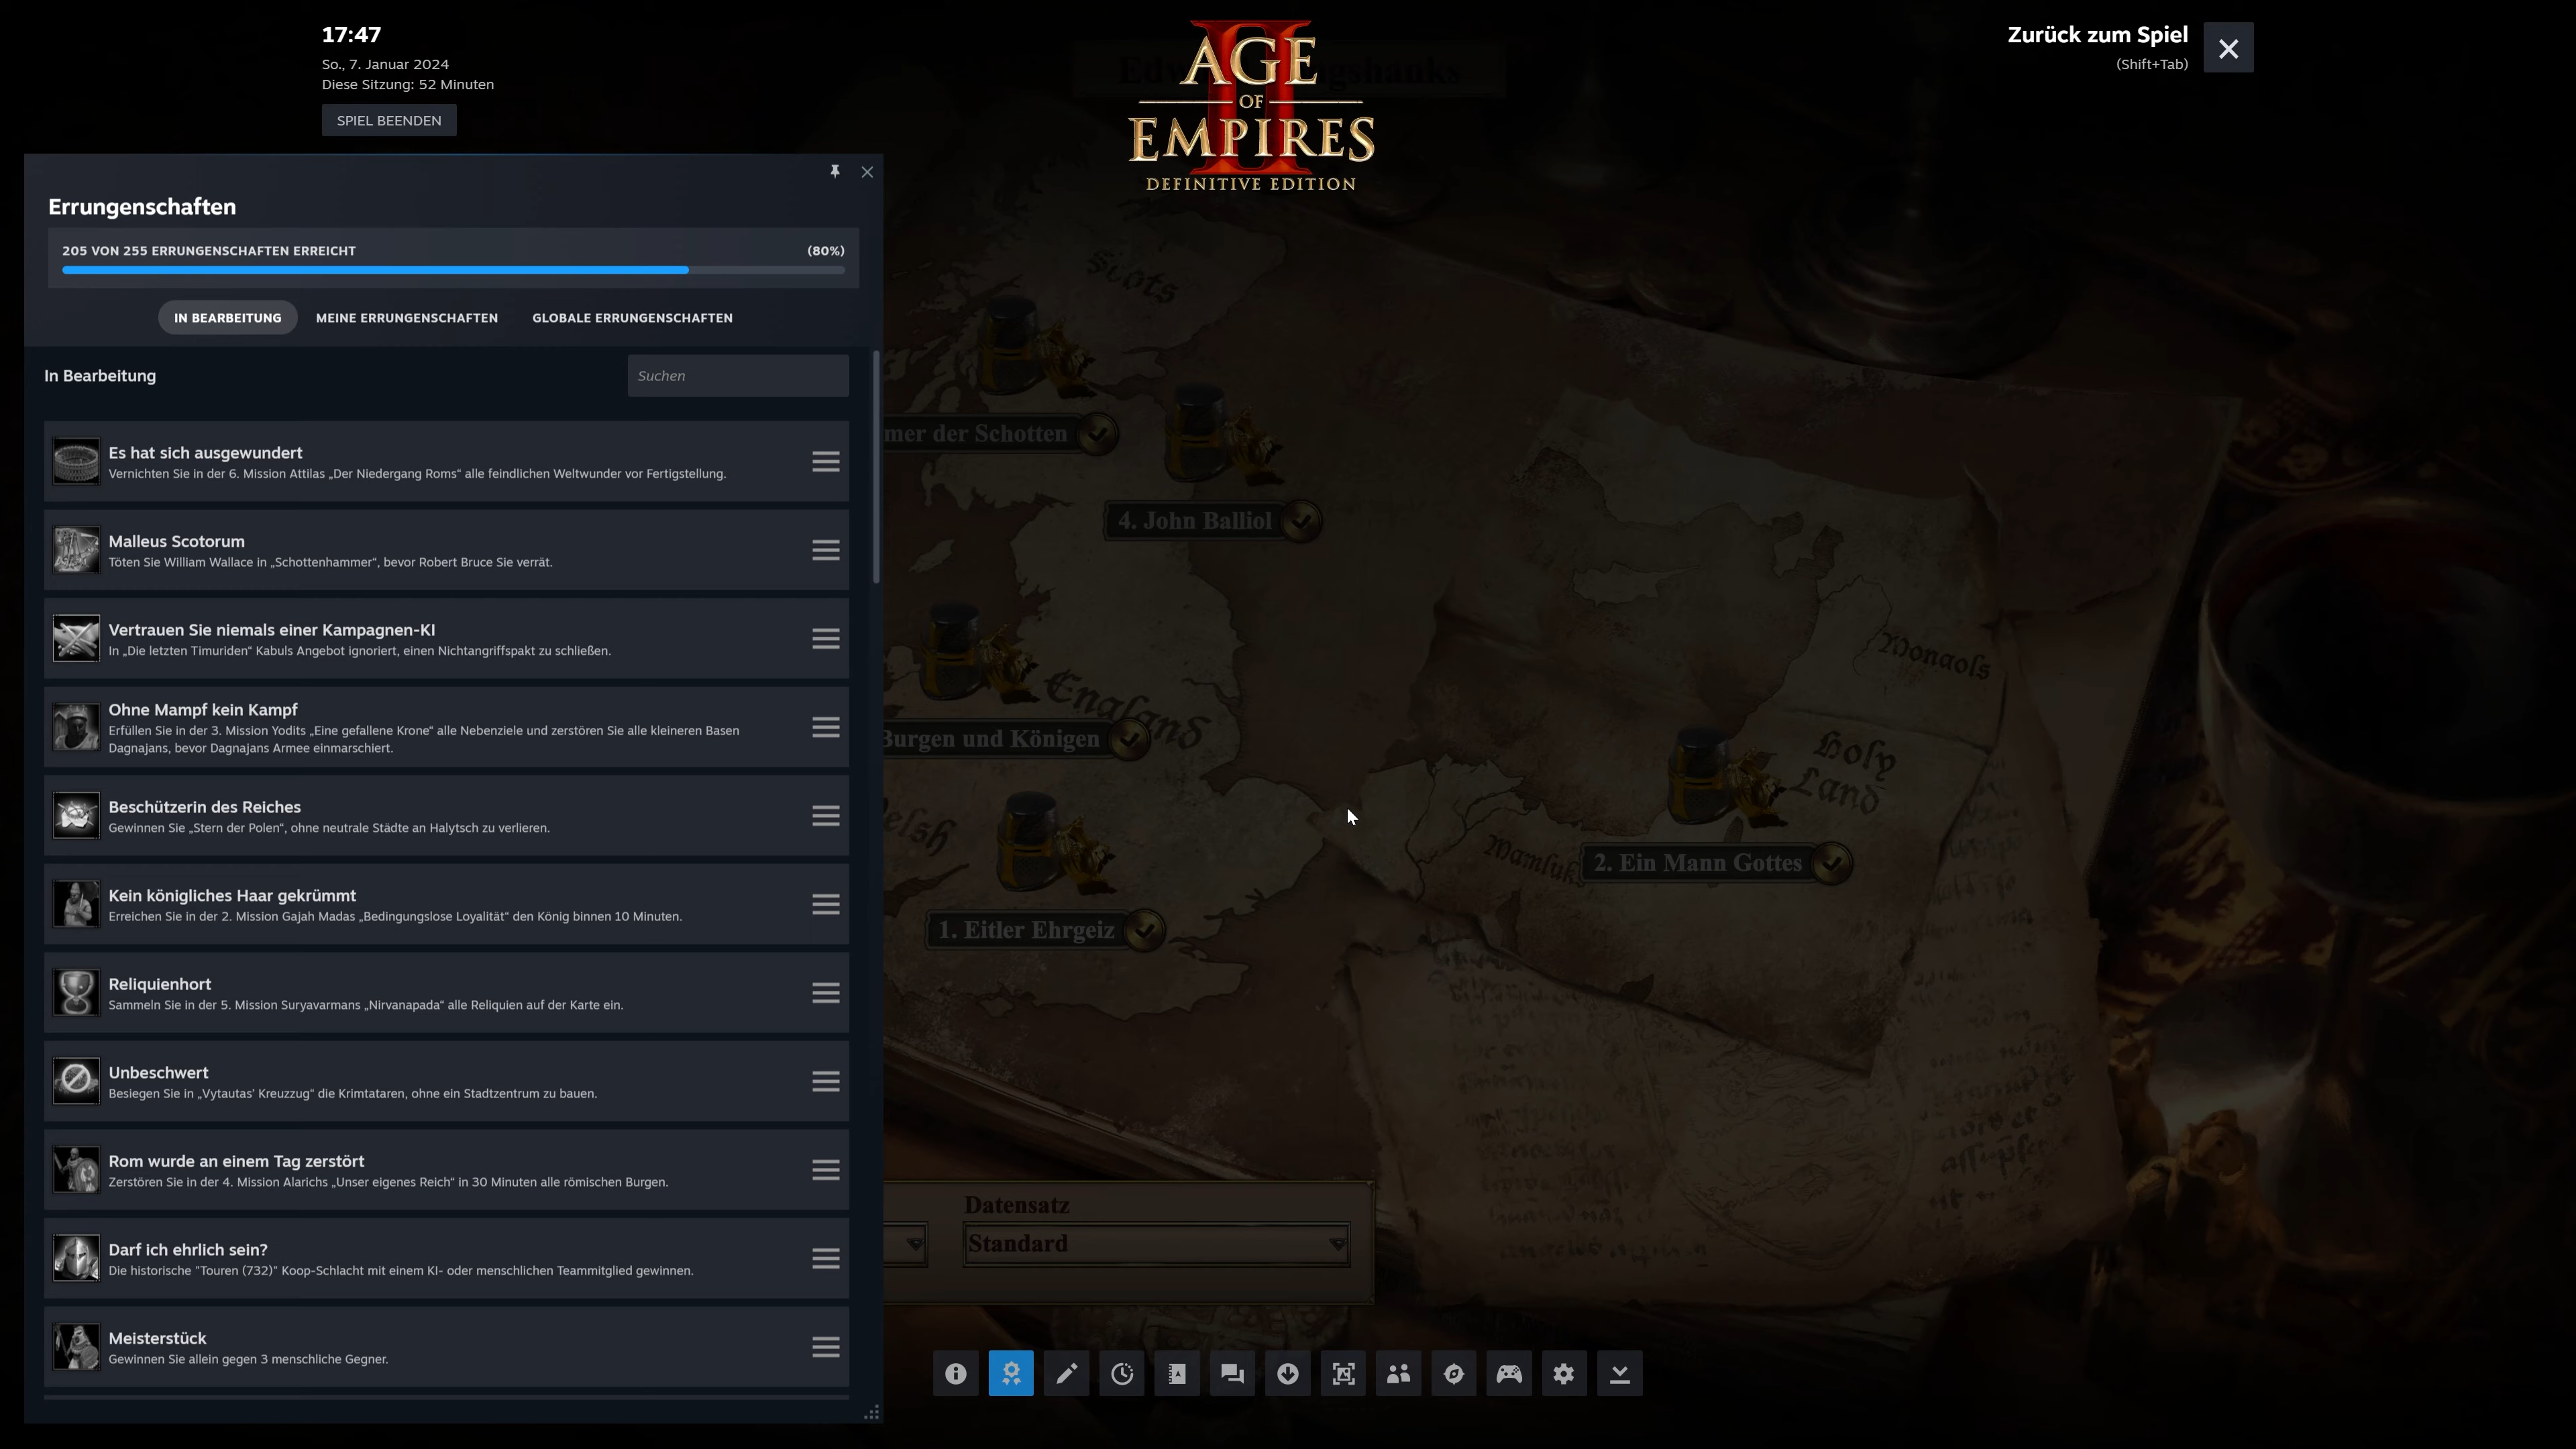 17:47
So., 7. Januar 2024
Diese Sitzung: 52 Minuten
SPIEL BEENDEN
AGE
OF
EMPIRES
II
DEFINITIVE EDITION
Zurück zum Spiel
(Shift+Tab)
Errungenschaften
205 VON 255 ERRUNGENSCHAFTEN ERREICHT
(80%)
IN BEARBEITUNG
MEINE ERRUNGENSCHAFTEN
GLOBALE ERRUNGENSCHAFTEN
In Bearbeitung
Suchen
Es hat sich ausgewundert
Vernichten Sie in der 6. Mission Attilas „Der Niedergang Roms“ alle feindlichen Weltwunder vor Fertigstellung.
Malleus Scotorum
Töten Sie William Wallace in „Schottenhammer“, bevor Robert Bruce Sie verrät.
Vertrauen Sie niemals einer Kampagnen-KI
In „Die letzten Timuriden“ Kabuls Angebot ignoriert, einen Nichtangriffspakt zu schließen.
Ohne Mampf kein Kampf
Erfüllen Sie in der 3. Mission Yodits „Eine gefallene Krone“ alle Nebenziele und zerstören Sie alle kleineren Basen
Dagnajans, bevor Dagnajans Armee einmarschiert.
Beschützerin des Reiches
Gewinnen Sie „Stern der Polen“, ohne neutrale Städte an Halytsch zu verlieren.
Kein königliches Haar gekrümmt
Erreichen Sie in der 2. Mission Gajah Madas „Bedingungslose Loyalität“ den König binnen 10 Minuten.
Reliquienhort
Sammeln Sie in der 5. Mission Suryavarmans „Nirvanapada“ alle Reliquien auf der Karte ein.
Unbeschwert
Besiegen Sie in „Vytautas’ Kreuzzug“ die Krimtataren, ohne ein Stadtzentrum zu bauen.
Rom wurde an einem Tag zerstört
Zerstören Sie in der 4. Mission Alarichs „Unser eigenes Reich“ in 30 Minuten alle römischen Burgen.
Darf ich ehrlich sein?
Die historische "Touren (732)" Koop-Schlacht mit einem KI- oder menschlichen Teammitglied gewinnen.
Meisterstück
Gewinnen Sie allein gegen 3 menschliche Gegner.
Scots
mer der Schotten
4. John Balliol
England
Burgen und Königen
Mongols
Holy
Land
Mamluks
2. Ein Mann Gottes
elsh
1. Eitler Ehrgeiz
Datensatz
Standard